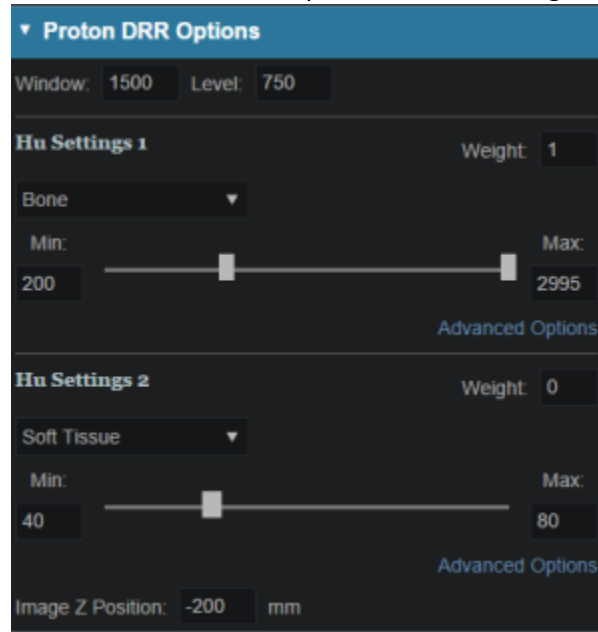 Proton DRR Options
Window: 1500 Level: 750
Hu Settings 1 Weight: 1
Bone
Min: Max:
200 2995
Advanced Options
Hu Settings 2 Weight: 0
Soft Tissue
Min: Max:
40 80
Advanced Options
Image Z Position: -200 mm